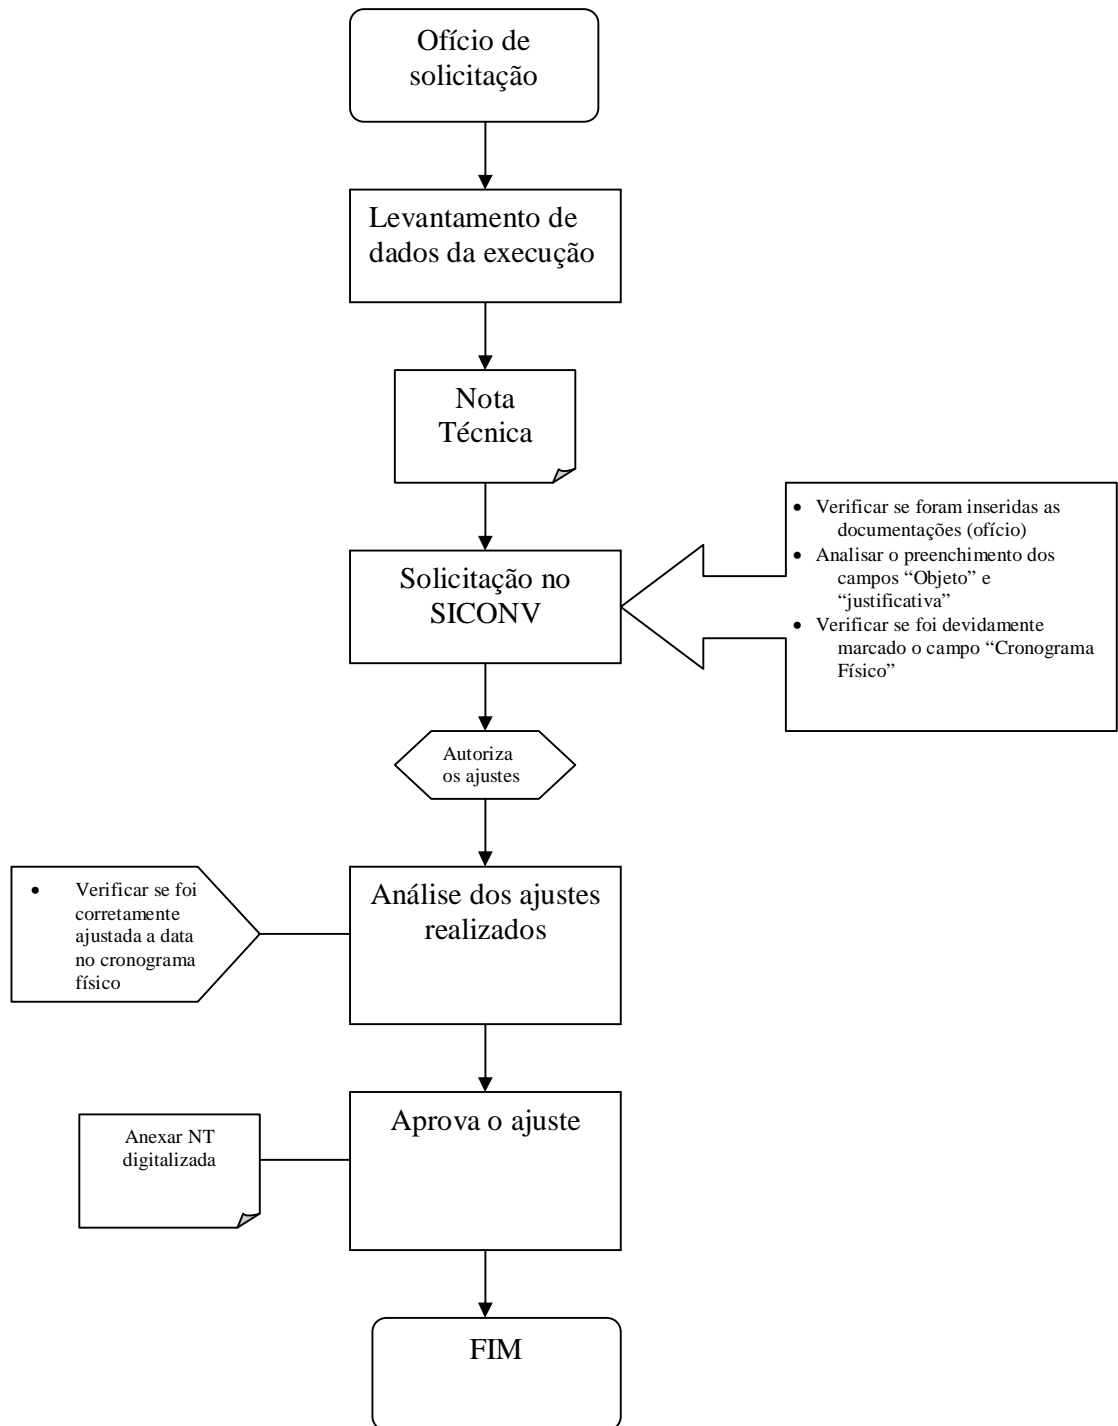 Ofício de
solicitação
Levantamento de
dados da execução
Nota
Técnica
Solicitação no
SICONV
• Verificar se foram inseridas as
documentações (ofício)
• Analisar o preenchimento dos
campos “Objeto” e
“justificativa”
• Verificar se foi devidamente
marcado o campo “Cronograma
Físico”
Autoriza
os ajustes
Análise dos ajustes
realizados
• Verificar se foi
corretamente
ajustada a data
no cronograma
físico
Aprova o ajuste
Anexar NT
digitalizada
FIM